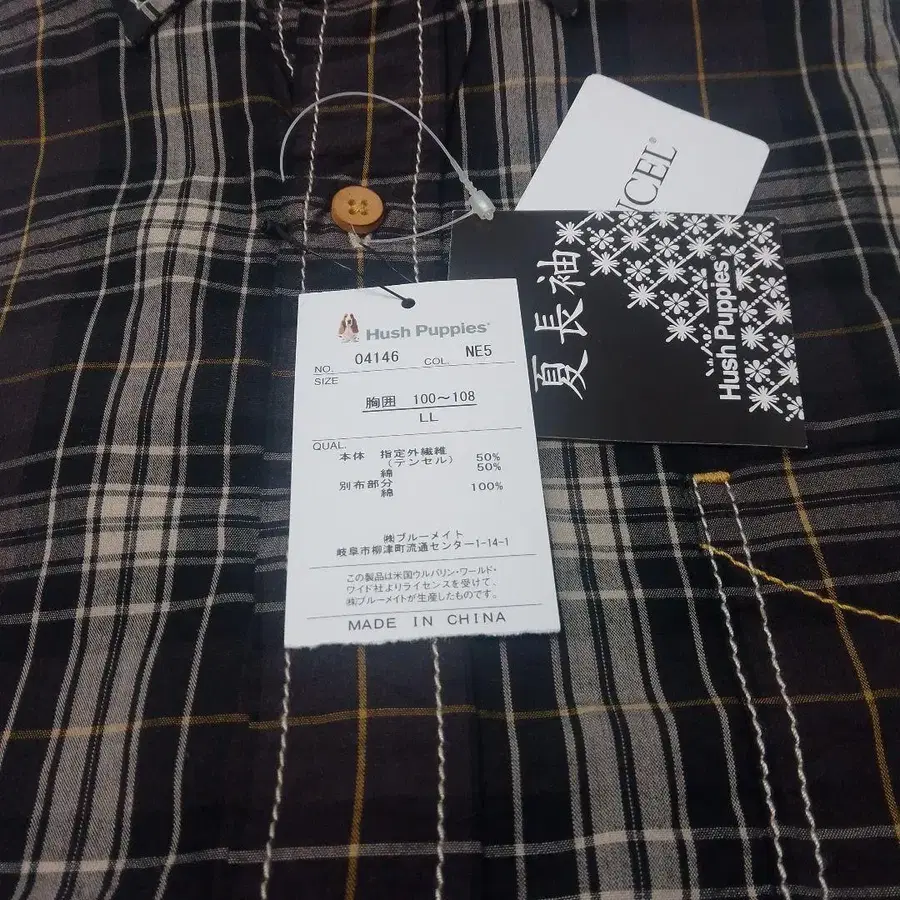 Hush Puppies®
NO. 04146 COL. NE5
SIZE
胸囲 100～108
LL
QUAL.
本体 指定外繊維
(テンセル) 50%
綿 50%
別布部分
綿 100%
㈱ブルーメイト
岐阜市柳津町流通センター1-14-1
この製品は米国ウルバリン・ワールド・
ワイド社よりライセンスを受けて、
㈱ブルーメイトが生産したものです。
MADE IN CHINA
夏長袖
Hush Puppies
NCEL®